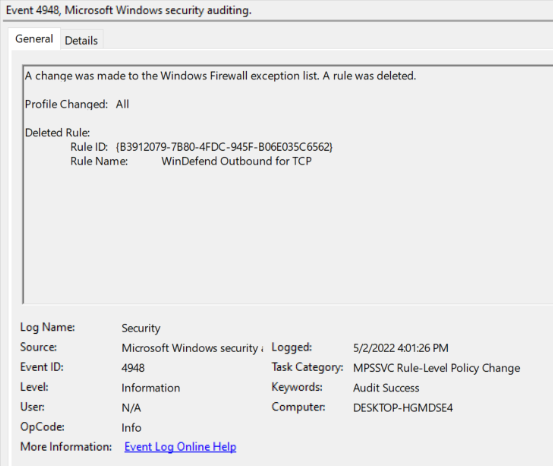 Event 4948, Microsoft Windows security auditing.
General Details
A change was made to the Windows Firewall exception list. A rule was deleted.
Profile Changed: All
Deleted Rule:
Rule ID: {B3912079-7B80-4FDC-945F-B06E035C6562}
Rule Name: WinDefend Outbound for TCP
Log Name: Security
Source: Microsoft Windows security Logged: 5/2/2022 4:01:26 PM
Event ID: 4948 Task Category: MPSSVC Rule-Level Policy Change
Level: Information Keywords: Audit Success
User: N/A Computer: DESKTOP-HGMDSE4
OpCode: Info
More Information: Event Log Online Help